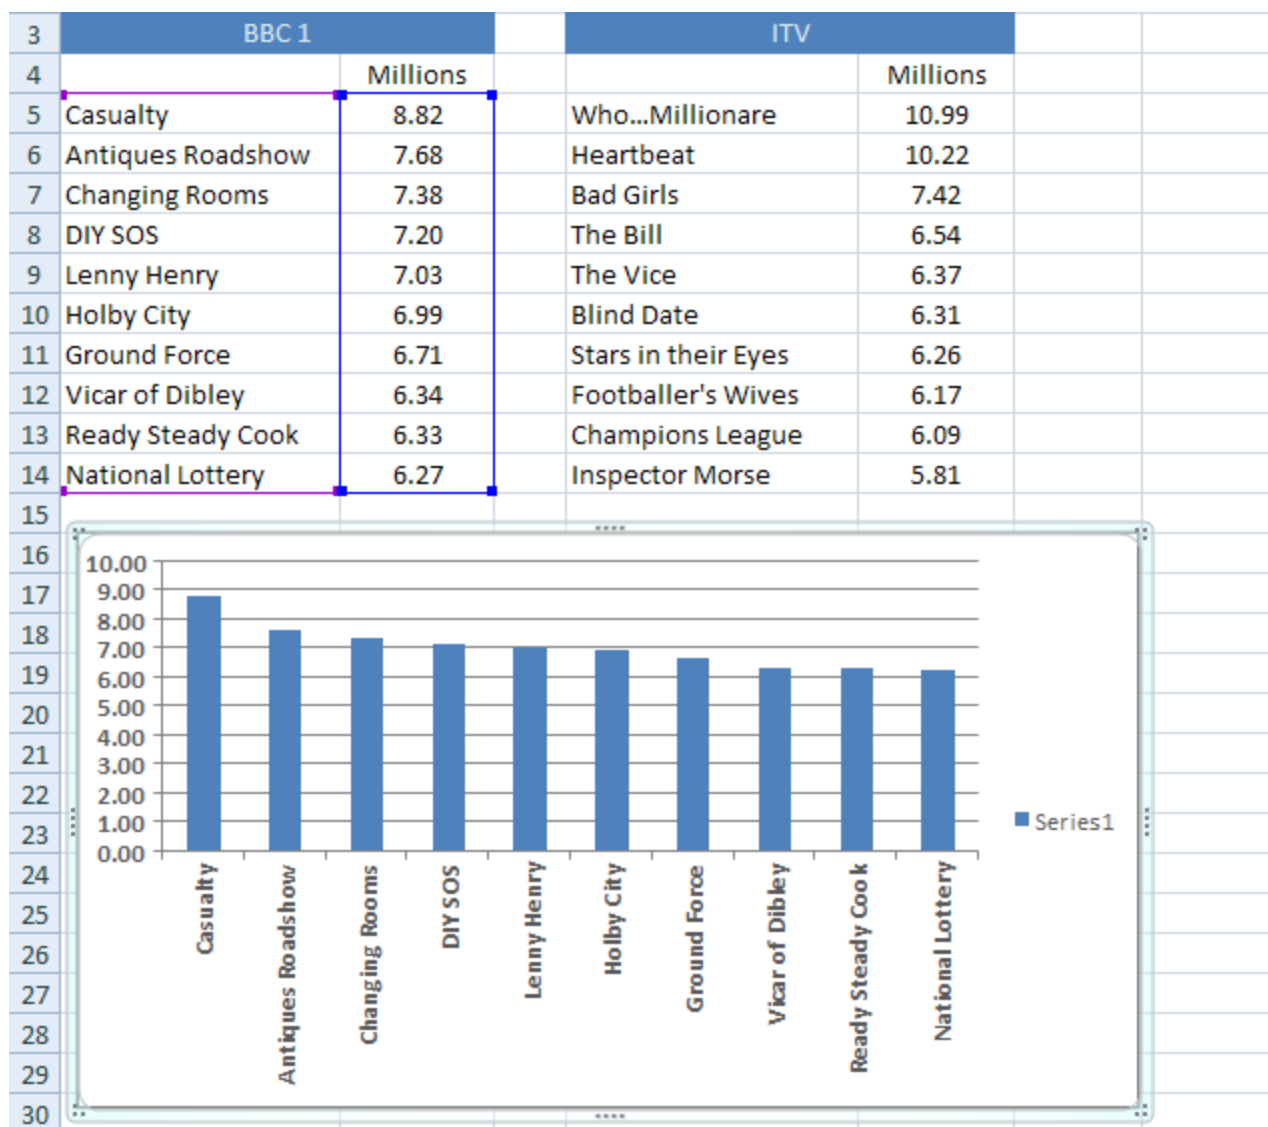 3 BBC 1 ITV
4 Millions Millions
5 Casualty 8.82 Who...Millionare 10.99
6 Antiques Roadshow 7.68 Heartbeat 10.22
7 Changing Rooms 7.38 Bad Girls 7.42
8 DIY SOS 7.20 The Bill 6.54
9 Lenny Henry 7.03 The Vice 6.37
10 Holby City 6.99 Blind Date 6.31
11 Ground Force 6.71 Stars in their Eyes 6.26
12 Vicar of Dibley 6.34 Footballer's Wives 6.17
13 Ready Steady Cook 6.33 Champions League 6.09
14 National Lottery 6.27 Inspector Morse 5.81
15
16
17
18
19
20
21
22
23
24
25
26
27
28
29
30
10.00
9.00
8.00
7.00
6.00
5.00
4.00
3.00
2.00
1.00
0.00
Casualty
Antiques Roadshow
Changing Rooms
DIY SOS
Lenny Henry
Holby City
Ground Force
Vicar of Dibley
Ready Steady Cook
National Lottery
Series1